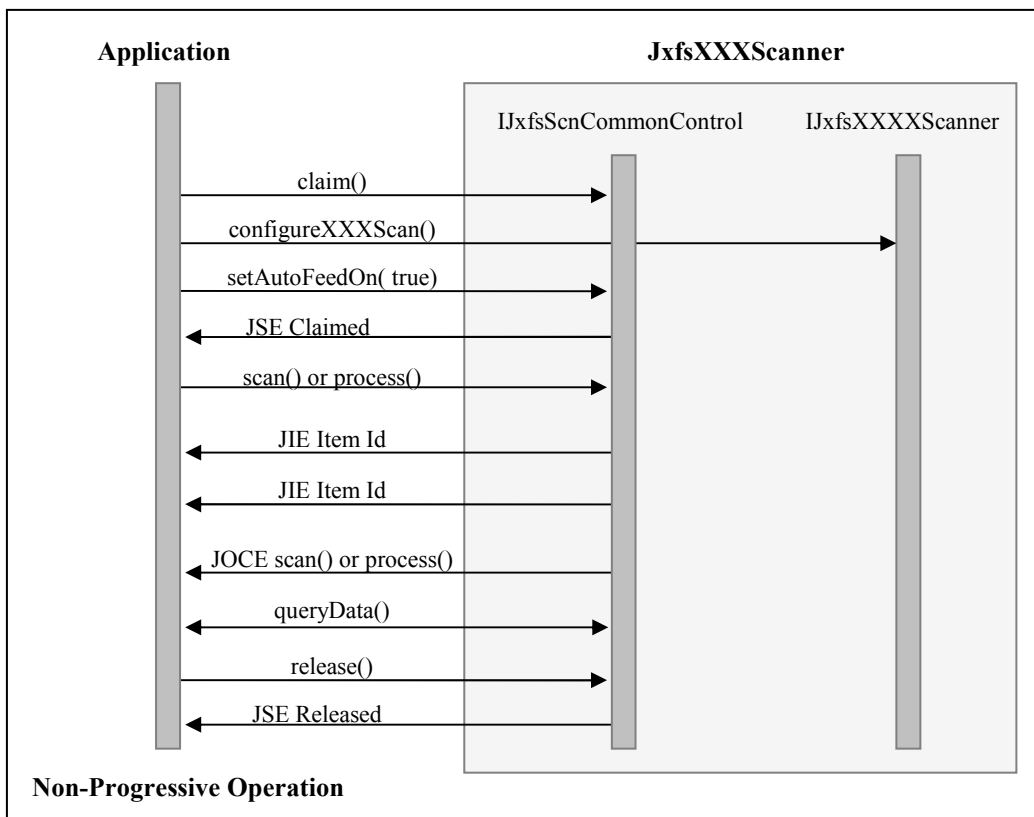 Application
JxfsXXXScanner
IJxfsScnCommonControl
IJxfsXXXXScanner
claim()
configureXXXScan()
setAutoFeedOn( true)
JSE Claimed
scan() or process()
JIE Item Id
JIE Item Id
JOCE scan() or process()
queryData()
release()
JSE Released
Non-Progressive Operation